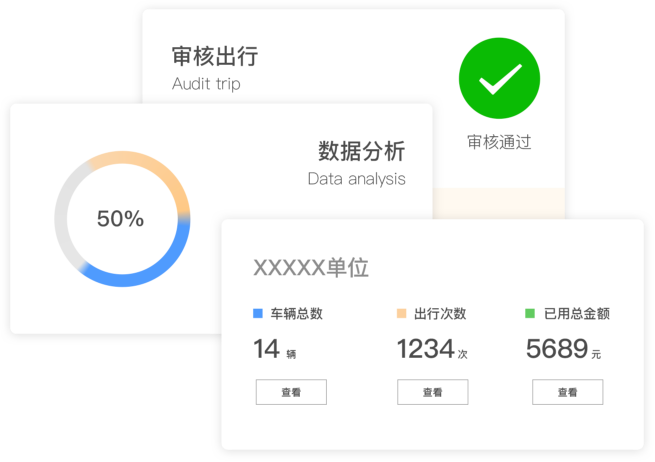 审核出行
Audit trip
审核通过
数据分析
Data analysis
50%
XXXXX单位
车辆总数
出行次数
已用总金额
14 辆
1234 次
5689 元
查看
查看
查看